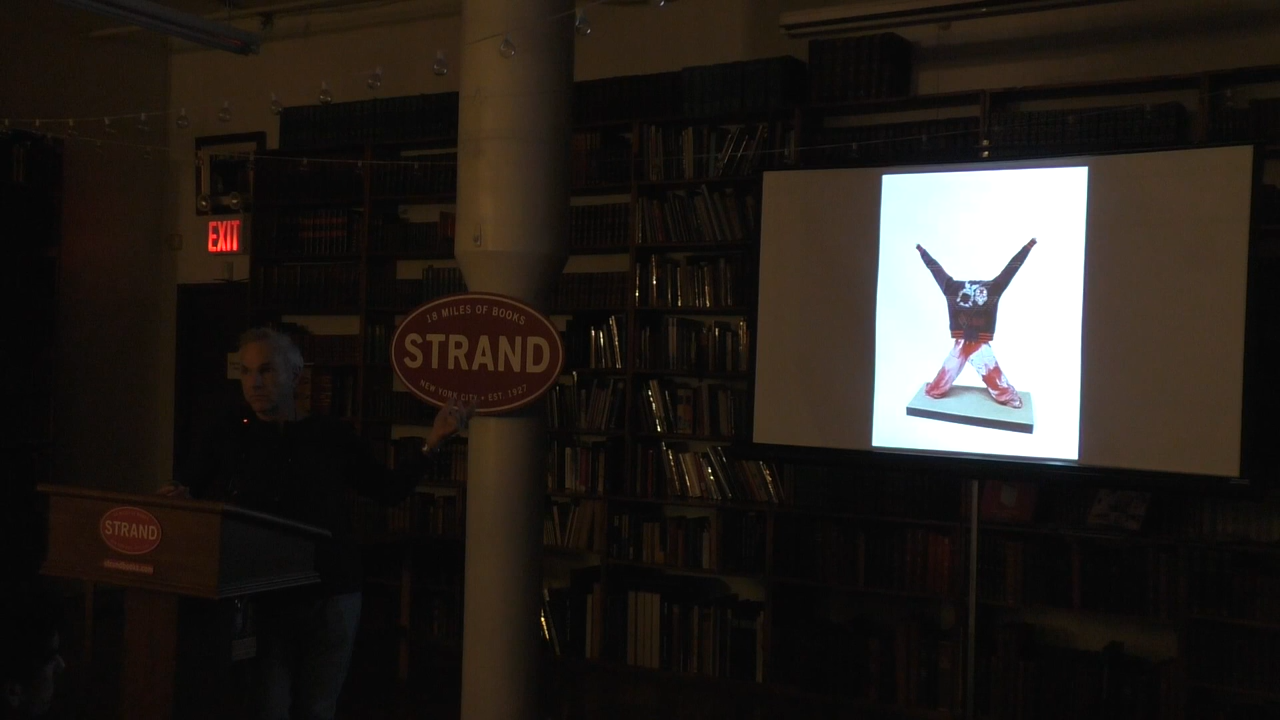 EXIT
18 MILES OF BOOKS
STRAND
NEW YORK CITY • EST. 1927
STRAND